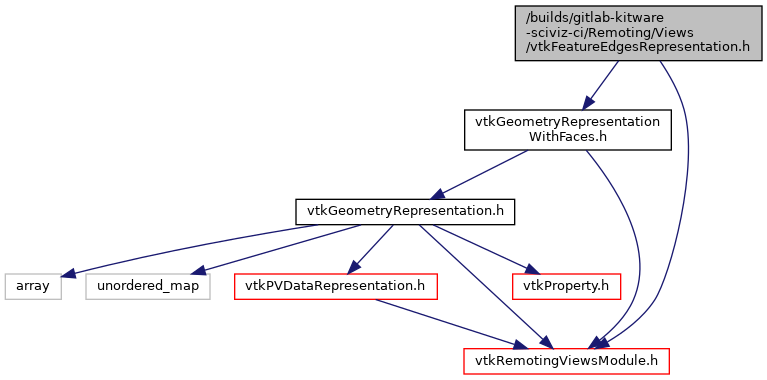 /builds/gitlab-kitware
-sciviz-ci/Remoting/Views
/vtkFeatureEdgesRepresentation.h
vtkGeometryRepresentation
WithFaces.h
vtkGeometryRepresentation.h
array
unordered_map
vtkPVDataRepresentation.h
vtkProperty.h
vtkRemotingViewsModule.h